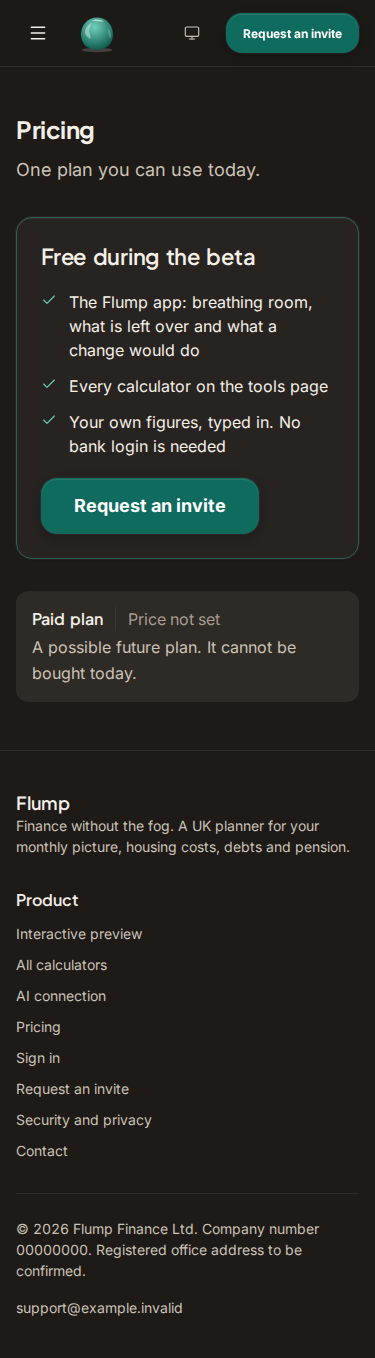 Request an invite
Pricing
One plan you can use today.
Free during the beta
The Flump app: breathing room,
what is left over and what a
change would do
Every calculator on the tools page
Your own figures, typed in. No
bank login is needed
Request an invite
Paid plan
Price not set
A possible future plan. It cannot be
bought today.
Flump
Finance without the fog. A UK planner for your
monthly picture, housing costs, debts and pension.
Product
Interactive preview
All calculators
AI connection
Pricing
Sign in
Request an invite
Security and privacy
Contact
© 2026 Flump Finance Ltd. Company number
00000000. Registered office address to be
confirmed.
support@example.invalid